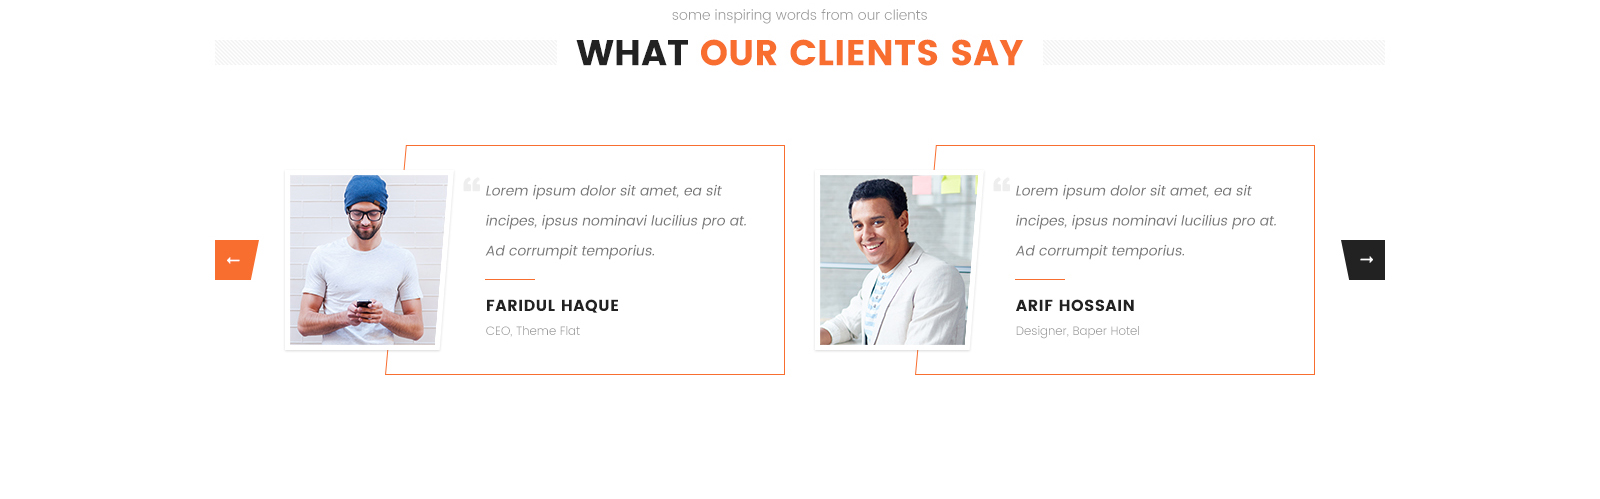 some inspiring words from our clients
WHAT OUR CLIENTS SAY
“ Lorem ipsum dolor sit amet, ea sit
incipes, ipsus nominavi lucilius pro at.
Ad corrumpit temporius.
FARIDUL HAQUE
CEO, Theme Flat
“ Lorem ipsum dolor sit amet, ea sit
incipes, ipsus nominavi lucilius pro at.
Ad corrumpit temporius.
ARIF HOSSAIN
Designer, Baper Hotel